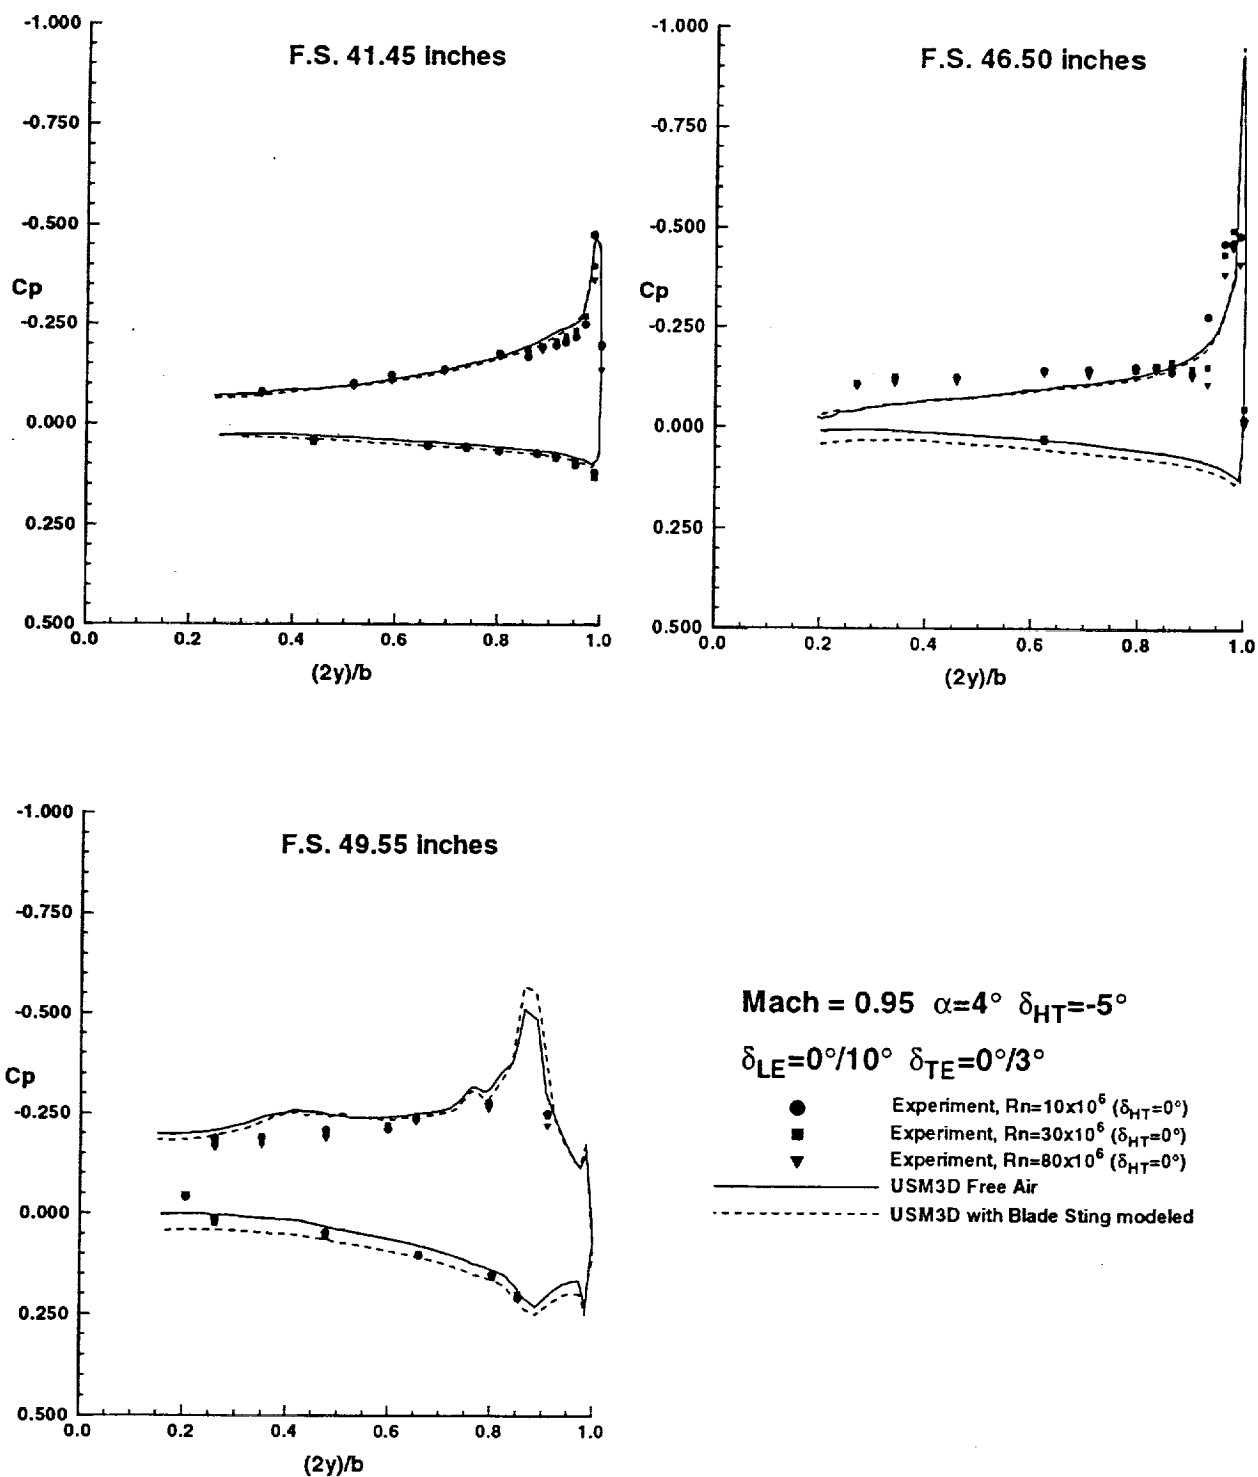 F.S. 41.45 inches
-1.000
-0.750
-0.500
Cp
-0.250
0.000
0.250
0.500
0.0 0.2 0.4 0.6 0.8 1.0
(2y)/b
F.S. 46.50 inches
-1.000
-0.750
-0.500
Cp
-0.250
0.000
0.250
0.500
0.0 0.2 0.4 0.6 0.8 1.0
(2y)/b
F.S. 49.55 inches
-1.000
-0.750
-0.500
Cp
-0.250
0.000
0.250
0.500
0.0 0.2 0.4 0.6 0.8 1.0
(2y)/b
Mach = 0.95 α=4° δHT=-5°
δLE=0°/10° δTE=0°/3°
Experiment, Rn=10x10⁶ (δHT=0°)
Experiment, Rn=30x10⁶ (δHT=0°)
Experiment, Rn=80x10⁶ (δHT=0°)
USM3D Free Air
USM3D with Blade Sting modeled